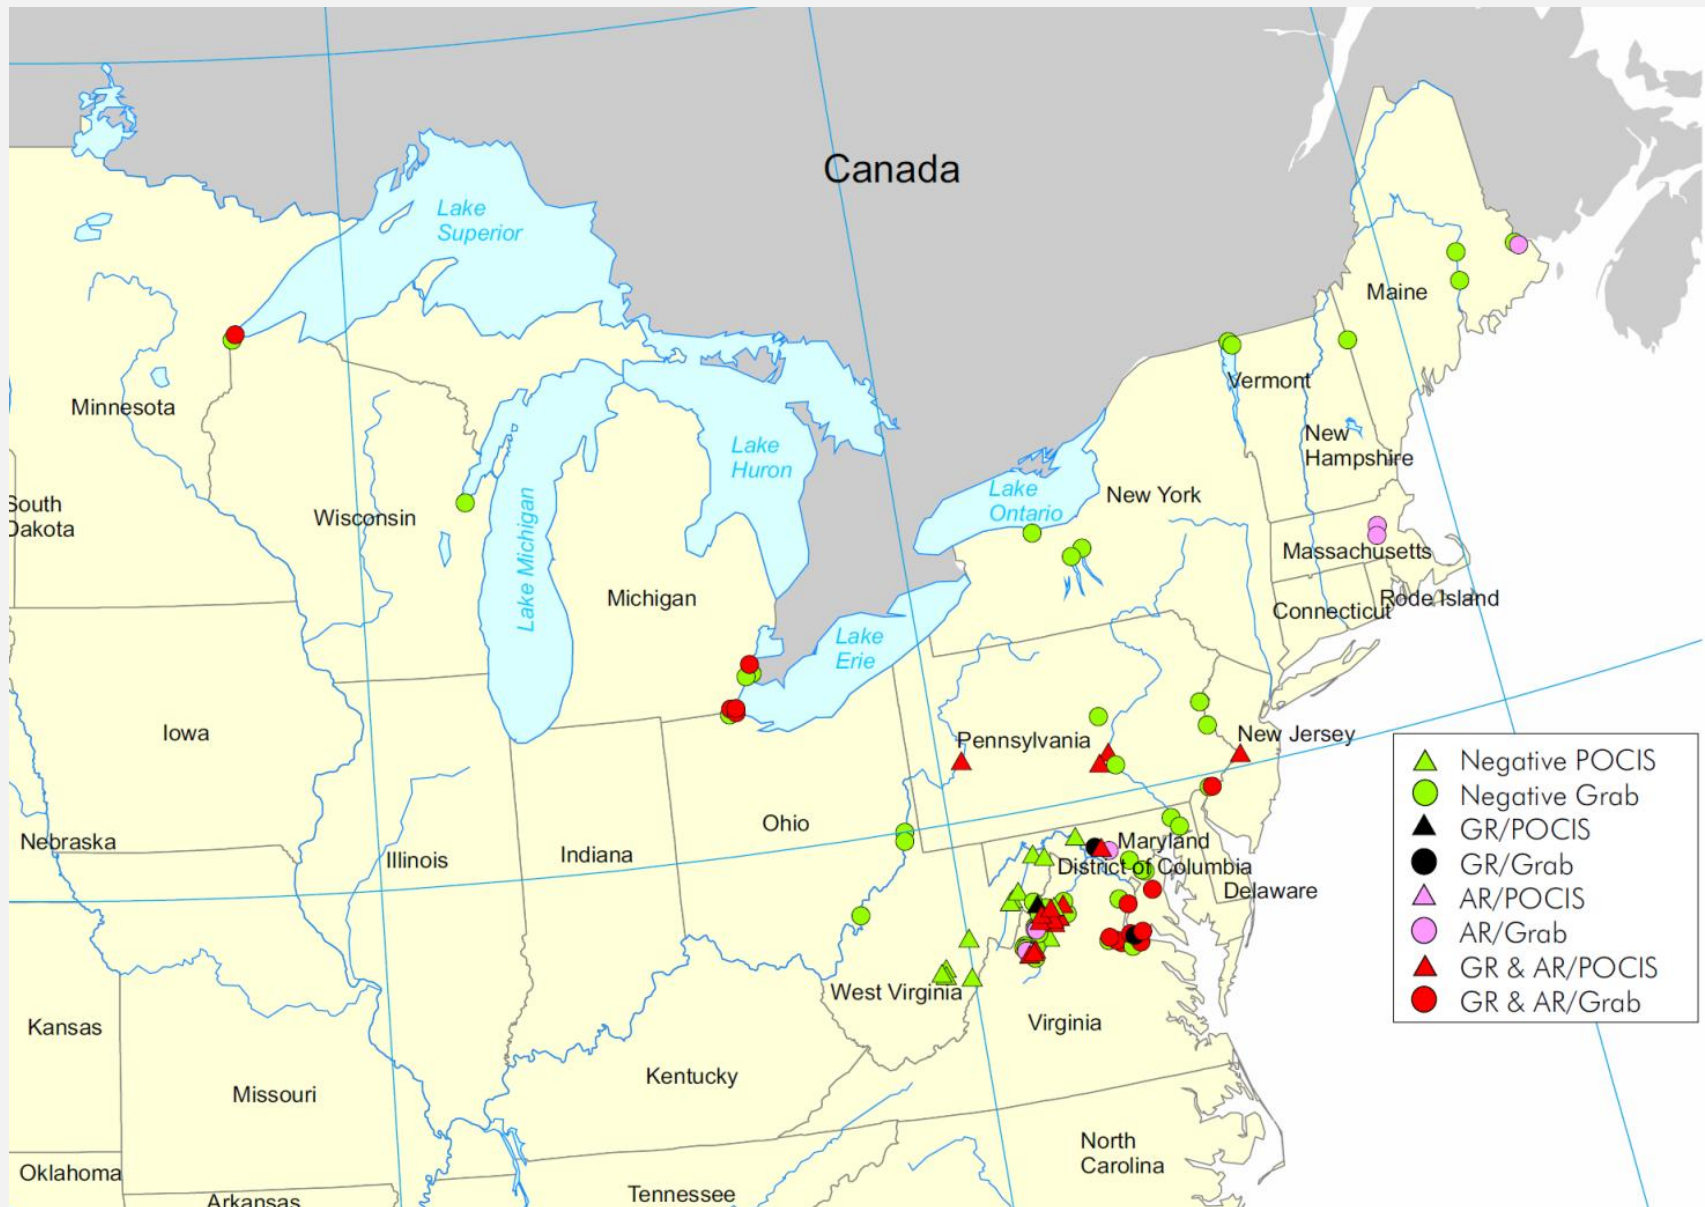 Canada
Lake
Superior
Maine
Minnesota
Vermont
New
Hampshire
Lake
Huron
Lake
Ontario
New York
South
Dakota
Wisconsin
Lake Michigan
Massachusetts
Michigan
Rode Island
Connecticut
Lake
Erie
Iowa
Pennsylvania
New Jersey
Ohio
Nebraska
Maryland
Illinois
Indiana
District of Columbia
Delaware
West Virginia
Virginia
Kansas
Kentucky
Missouri
North
Carolina
Oklahoma
Tennessee
Arkansas
Negative POCIS
Negative Grab
GR/POCIS
GR/Grab
AR/POCIS
AR/Grab
GR & AR/POCIS
GR & AR/Grab